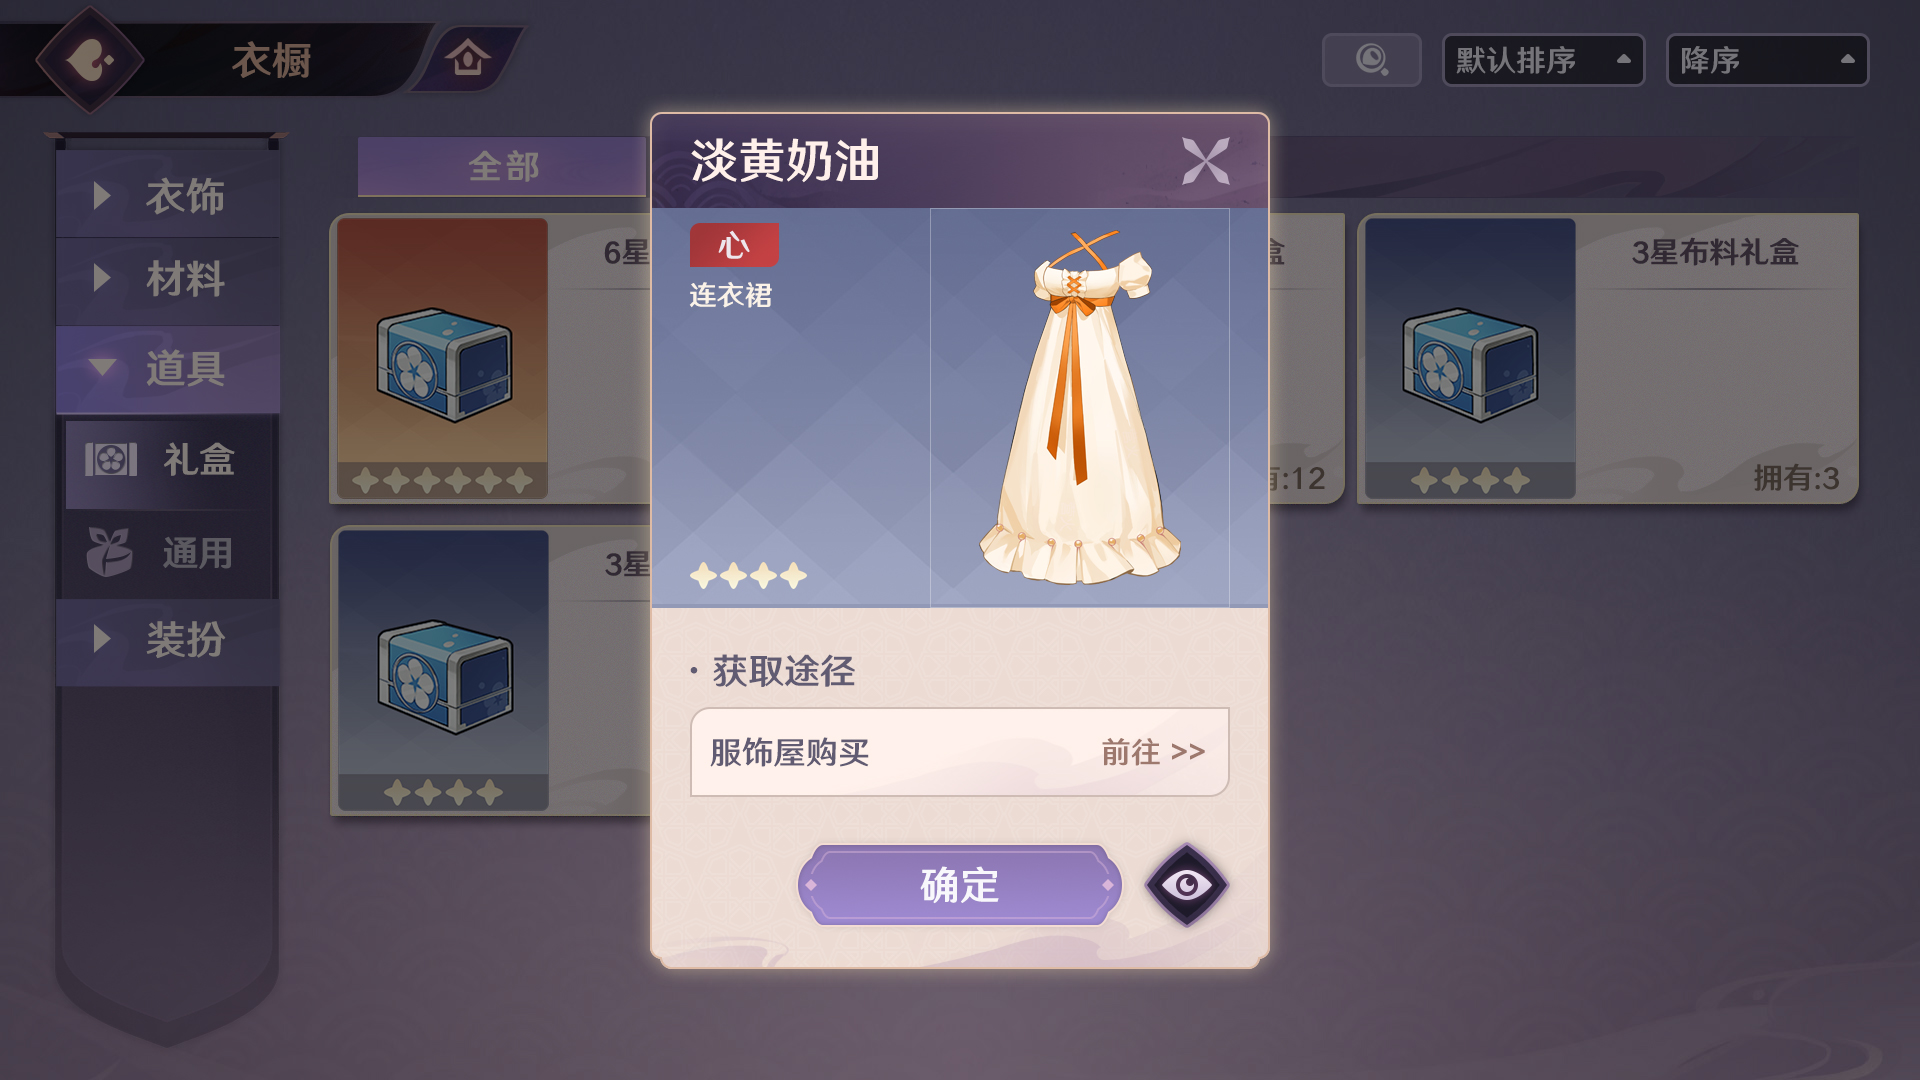 衣橱
默认排序
降序
衣饰
材料
道具
礼盒
通用
装扮
全部
6星
盒
有:12
3星布料礼盒
拥有:3
3星
淡黄奶油
心
连衣裙
·获取途径
服饰屋购买
前往 >>
确定